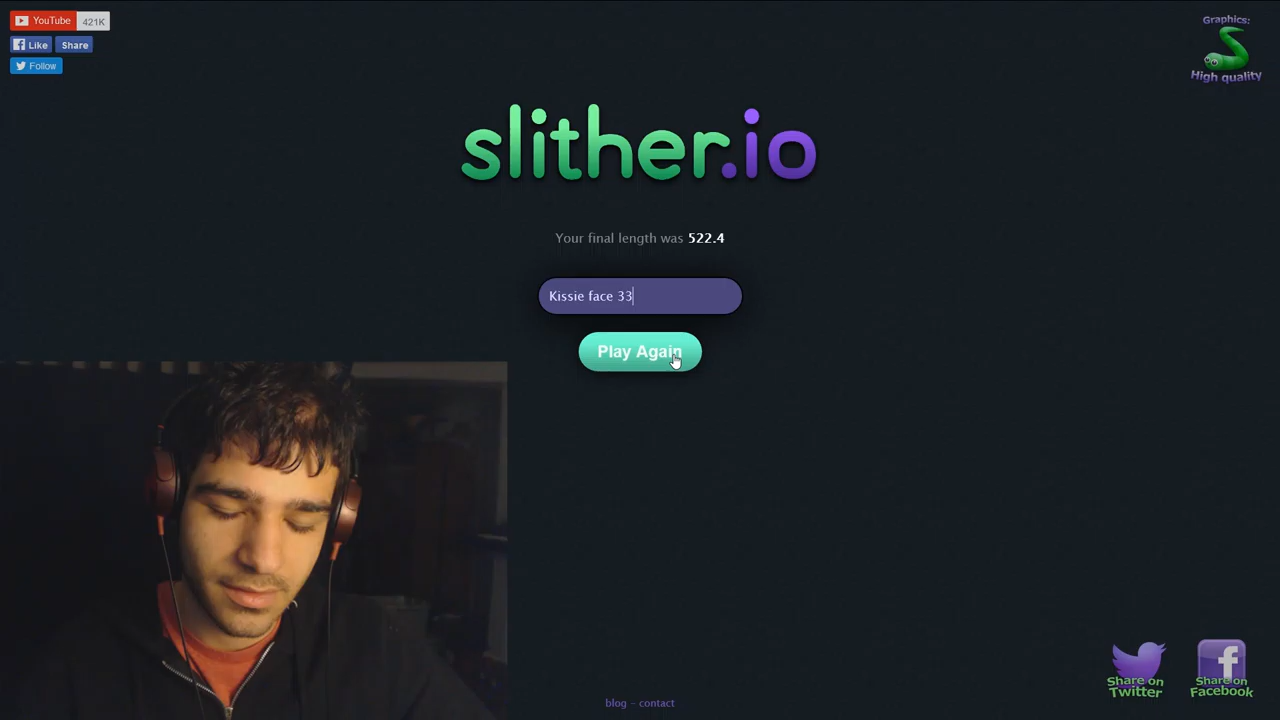 YouTube 421K
Like Share
Follow
Graphics:
High quality
slither.io
Your final length was 522.4
Kissie face 33
Play Again
Share on
Twitter
Share on
Facebook
blog - contact